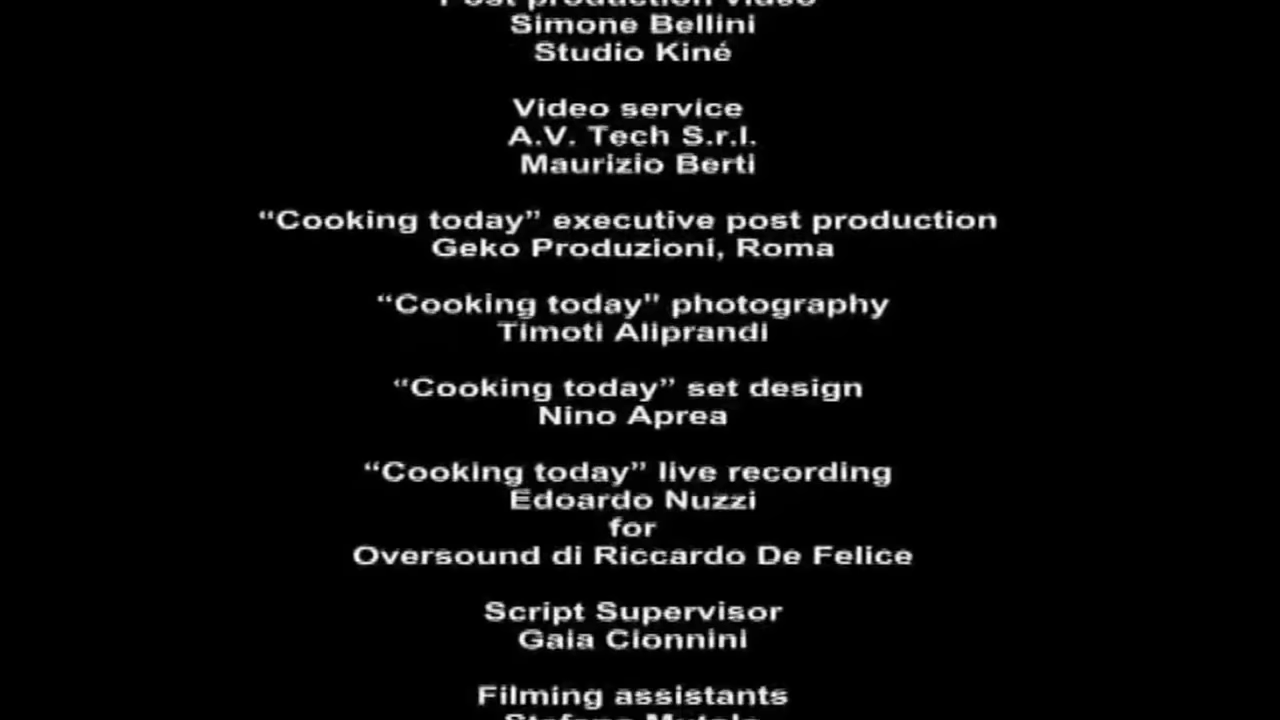 Post production video
Simone Bellini
Studio Kiné
Video service
A.V. Tech S.r.l.
Maurizio Berti
“Cooking today” executive post production
Geko Produzioni, Roma
“Cooking today" photography
Timoti Aliprandi
“Cooking today” set design
Nino Aprea
“Cooking today” live recording
Edoardo Nuzzi
for
Oversound di Riccardo De Felice
Script Supervisor
Gaia Cionnini
Filming assistants